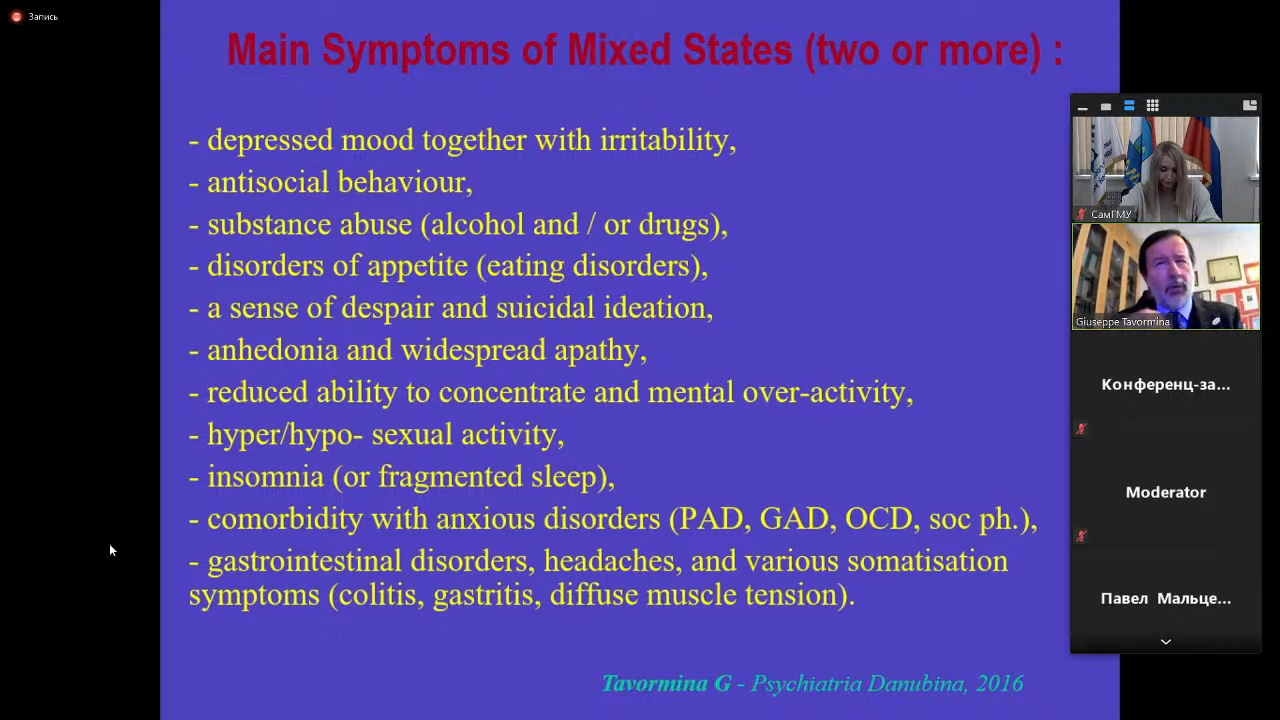 Запись
Main Symptoms of Mixed States (two or more) :
- depressed mood together with irritability,
- antisocial behaviour,
- substance abuse (alcohol and / or drugs),
- disorders of appetite (eating disorders),
- a sense of despair and suicidal ideation,
- anhedonia and widespread apathy,
- reduced ability to concentrate and mental over-activity,
- hyper/hypo- sexual activity,
- insomnia (or fragmented sleep),
- comorbidity with anxious disorders (PAD, GAD, OCD, soc ph.),
- gastrointestinal disorders, headaches, and various somatisation
symptoms (colitis, gastritis, diffuse muscle tension).
Tavormina G - Psychiatria Danubina, 2016
СамГМУ
Giuseppe Tavormina
Конференц-за...
Moderator
Павел Мальце...